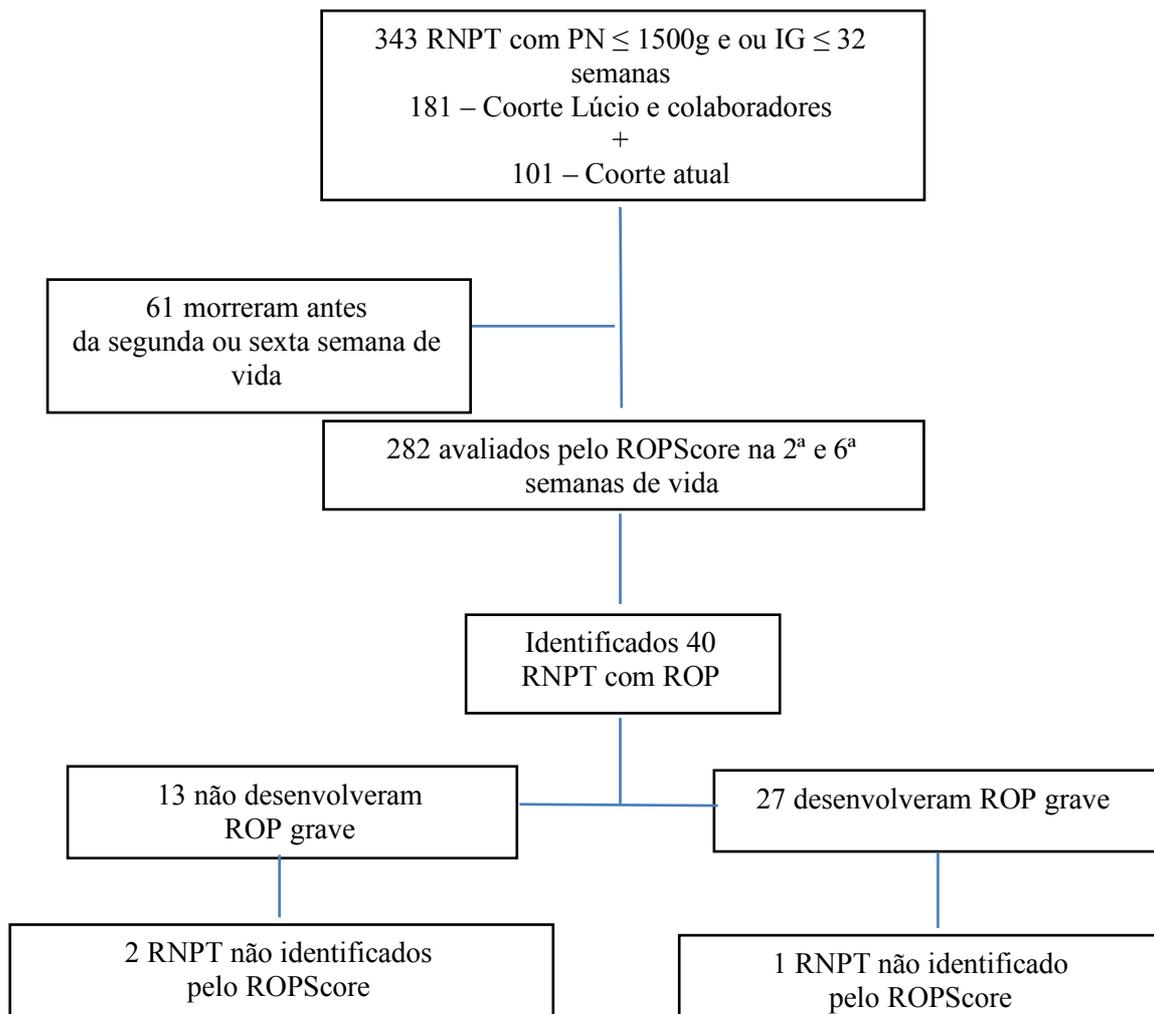 343 RNPT com PN ≤ 1500g e ou IG ≤ 32
semanas
181 – Coorte Lúcio e colaboradores
+
101 – Coorte atual
61 morreram antes
da segunda ou sexta semana de
vida
282 avaliados pelo ROPScore na 2ª e 6ª
semanas de vida
Identificados 40
RNPT com ROP
13 não desenvolveram
ROP grave
27 desenvolveram ROP grave
2 RNPT não identificados
pelo ROPScore
1 RNPT não identificado
pelo ROPScore